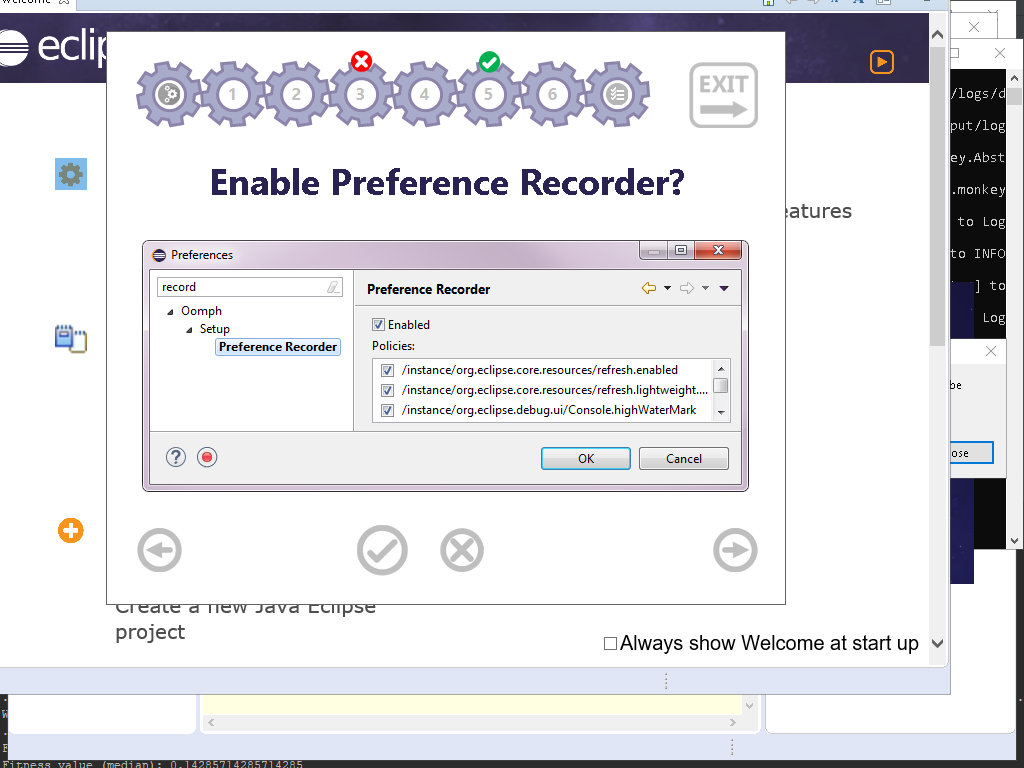 Welcome
eclip
EXIT
1
2
3
4
5
6
Enable Preference Recorder?
eatures
Preferences
record
Oomph
Setup
Preference Recorder
Preference Recorder
Enabled
Policies:
/instance/org.eclipse.core.resources/refresh.enabled
/instance/org.eclipse.core.resources/refresh.lightweight....
/instance/org.eclipse.debug.ui/Console.highWaterMark
OK
Cancel
Create a new Java Eclipse
project
Always show Welcome at start up
/logs/d
put/log
ey.Abst
.monkey
to Log
to INFO
] to
Log
be
ose
Fitness value (median): 0.14285714285714285